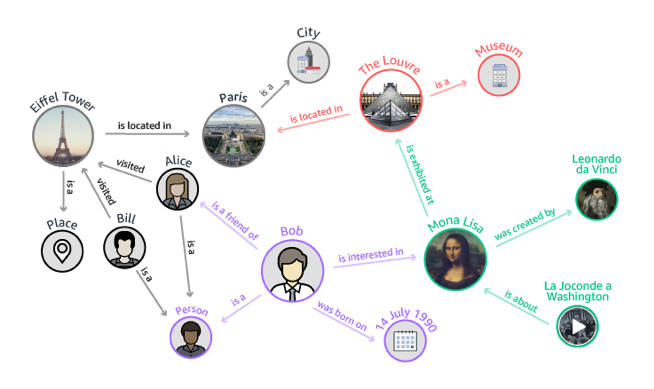 City
The Louvre
Museum
is a
is a
Eiffel Tower
Paris
is located in
is located in
Alice
visited
visited
is exhibited at
Leonardo
da Vinci
is a
is a friend of
Place
Bill
is a
Bob
Mona Lisa
was created by
is interested in
is a
is a
La Joconde a
Washington
is about
Person
was born on
14 July 1990